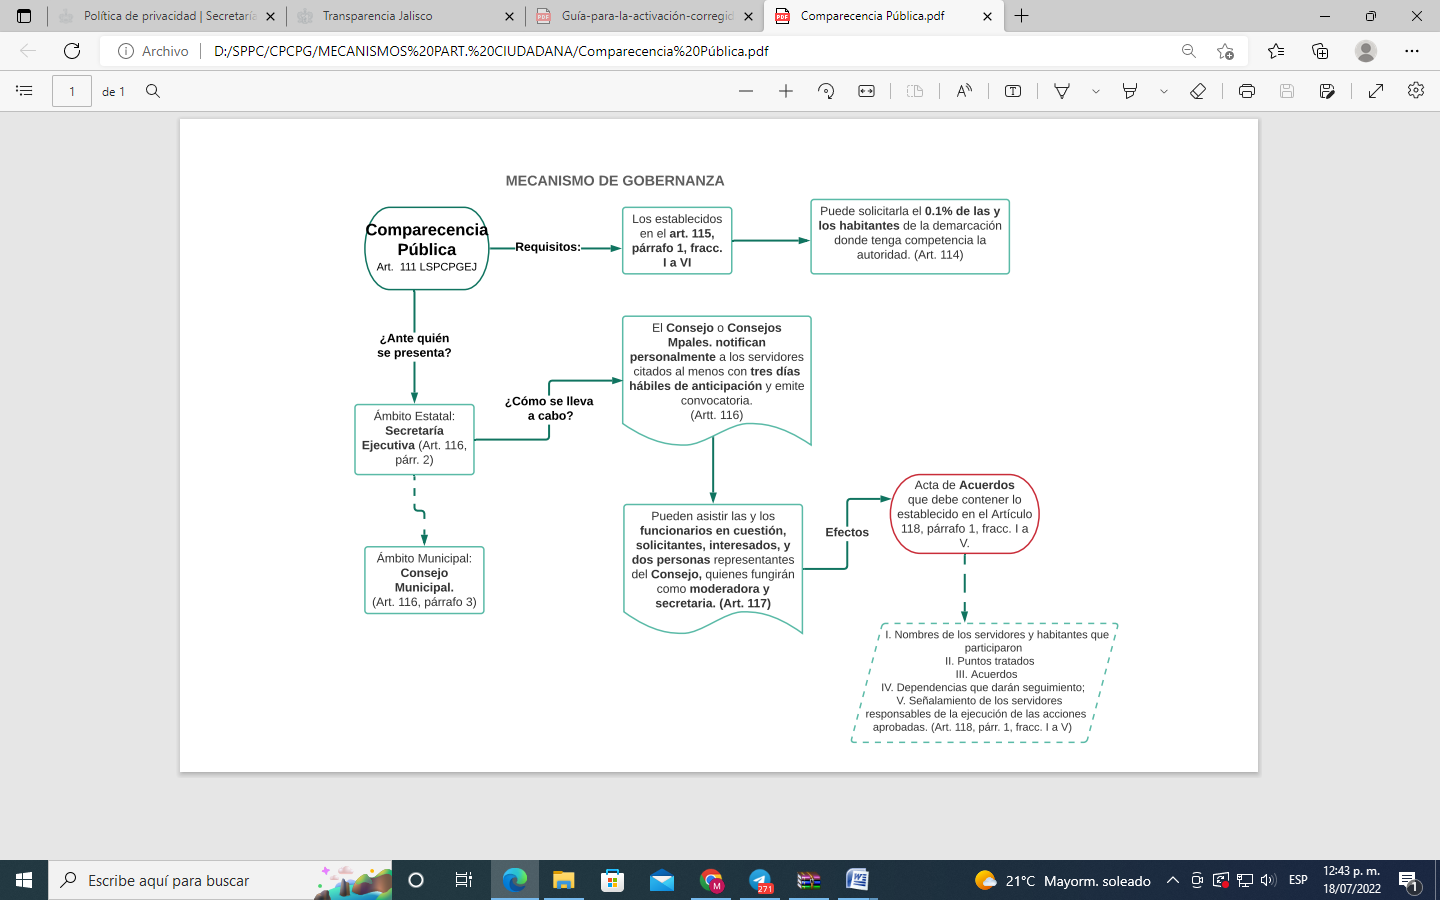 Política de privacidad | Secretaría
Transparencia Jalisco
Guía-para-la-activación-corregid
Comparecencia Pública.pdf
Archivo
D:/SPPC/CPCPG/MECANISMOS%20PART.%20CIUDADANA/Comparecencia%20Pública.pdf
1
de 1
MECANISMO DE GOBERNANZA
Comparecencia
Pública
Art. 111 LSPCPGEJ
Requisitos:
Los establecidos
en el art. 115,
párrafo 1, fracc.
I a VI
Puede solicitarla el 0.1% de las y
los habitantes de la demarcación
donde tenga competencia la
autoridad. (Art. 114)
¿Ante quién
se presenta?
Ámbito Estatal:
Secretaría
Ejecutiva (Art. 116,
párr. 2)
¿Cómo se lleva
a cabo?
El Consejo o Consejos
Mpales. notifican
personalmente a los servidores
citados al menos con tres días
hábiles de anticipación y emite
convocatoria.
(Artt. 116)
Ámbito Municipal:
Consejo
Municipal.
(Art. 116, párrafo 3)
Pueden asistir las y los
funcionarios en cuestión,
solicitantes, interesados, y
dos personas representantes
del Consejo, quienes fungirán
como moderadora y
secretaria. (Art. 117)
Efectos
Acta de Acuerdos
que debe contener lo
establecido en el Artículo
118, párrafo 1, fracc. I a
V.
I. Nombres de los servidores y habitantes que
participaron
II. Puntos tratados
III. Acuerdos
IV. Dependencias que darán seguimiento;
V. Señalamiento de los servidores
responsables de la ejecución de las acciones
aprobadas. (Art. 118, párr. 1, fracc. I a V)
Escribe aquí para buscar
M
271
21°C Mayorm. soleado
ESP
12:43 p. m.
18/07/2022
1